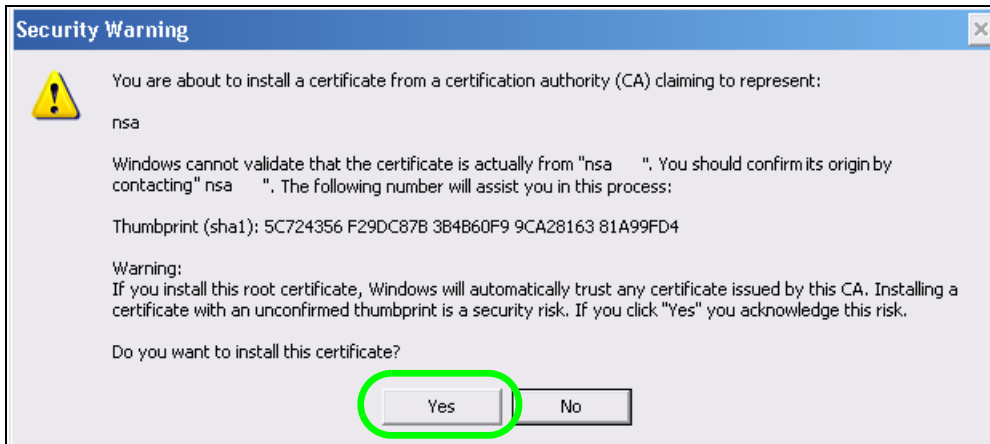 Security Warning
You are about to install a certificate from a certification authority (CA) claiming to represent:
nsa
Windows cannot validate that the certificate is actually from "nsa      ". You should confirm its origin by
contacting" nsa      ". The following number will assist you in this process:
Thumbprint (sha1): 5C724356 F29DC87B 3B4B60F9 9CA28163 81A99FD4
Warning:
If you install this root certificate, Windows will automatically trust any certificate issued by this CA. Installing a
certificate with an unconfirmed thumbprint is a security risk. If you click "Yes" you acknowledge this risk.
Do you want to install this certificate?
Yes
No